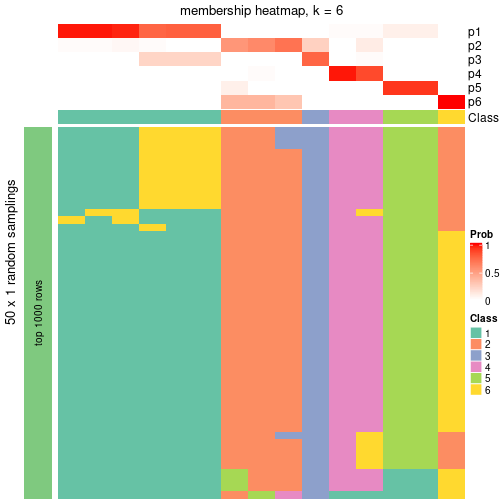 membership heatmap, k = 6
p1
p2
p3
p4
p5
p6
Class
50 x 1 random samplings
top 1000 rows
Prob
1
0.5
0
Class
1
2
3
4
5
6